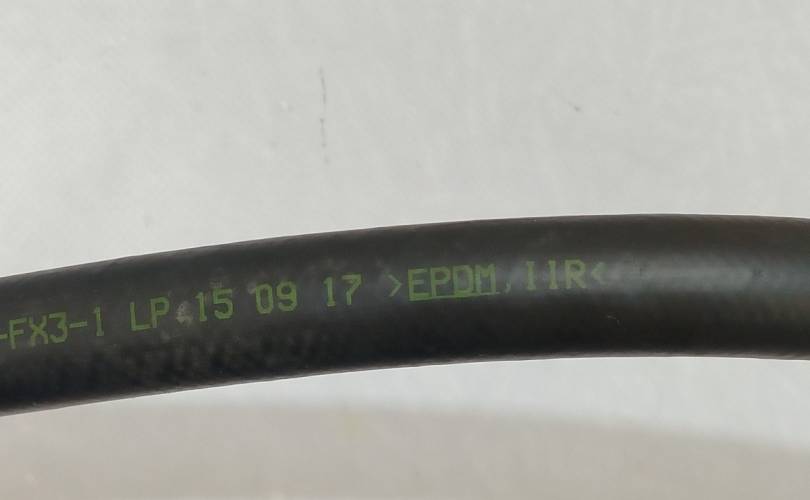 -FX3-1 LP 15 09 17 >EPDM,IIR<